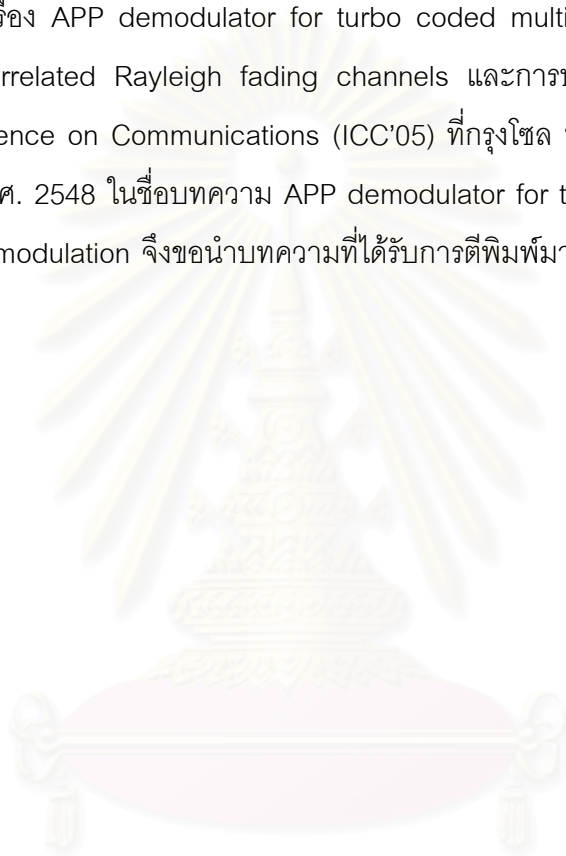 รื่อง APP demodulator for turbo coded multi
rrelated Rayleigh fading channels และการป
ence on Communications (ICC'05) ที่กรุงโซล
ศ. 2548 ในชื่อบทความ APP demodulator for t
modulation จึงขอนำบทความที่ได้รับการตีพิมพ์มา